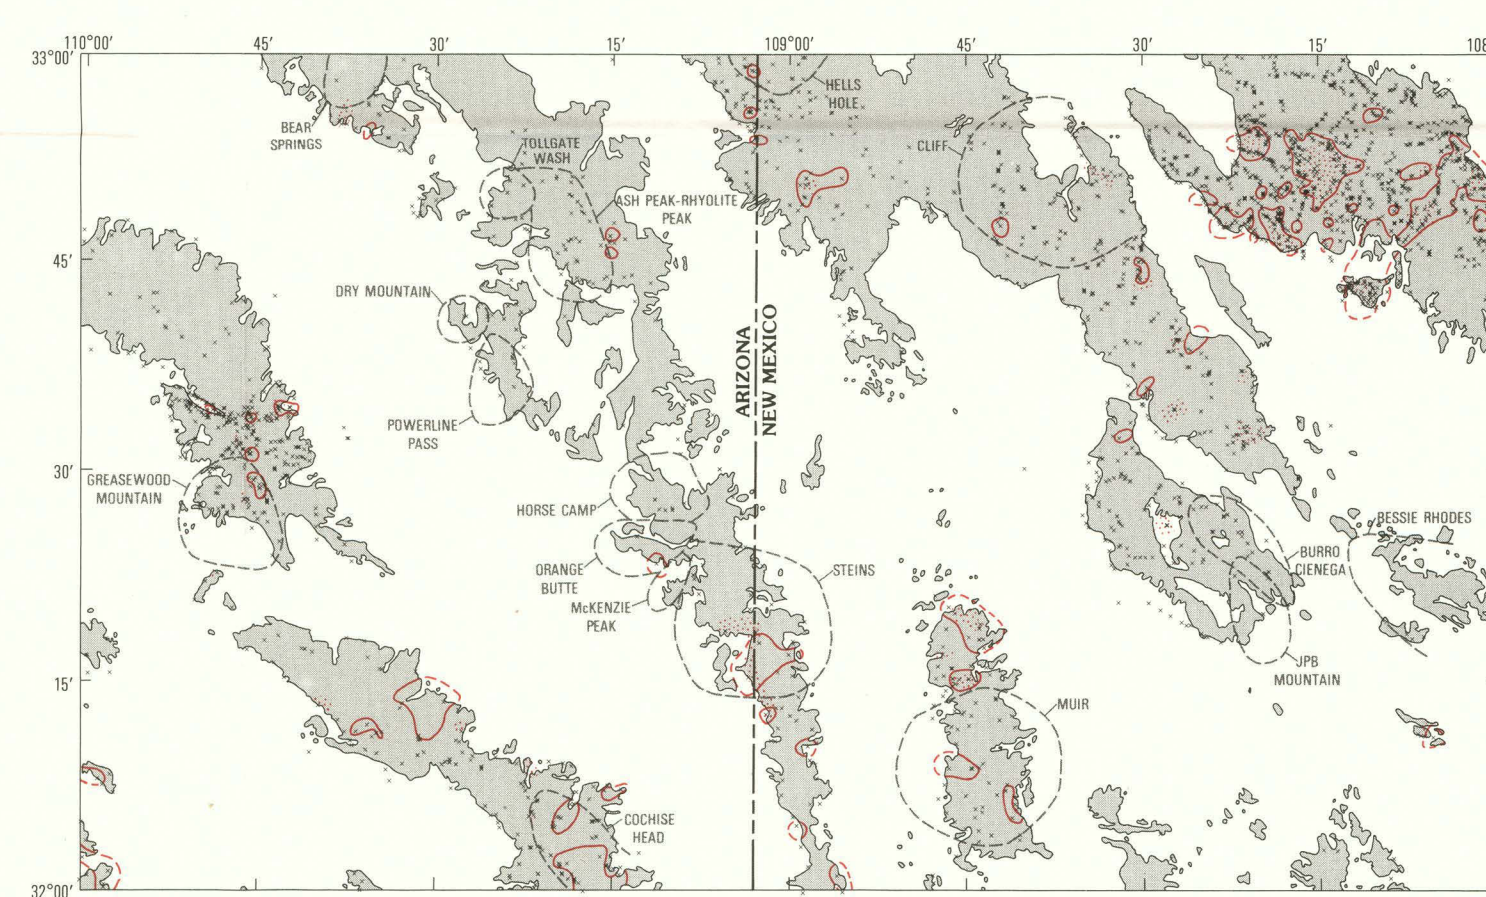 110°00′ 45′ 30′ 15′ 109°00′ 45′ 30′ 15′ 108
33°00′
HELLS
HOLE
BEAR
SPRINGS
TOLLGATE
WASH
CLIFF
ASH PEAK-RHYOLITE
PEAK
45′
DRY MOUNTAIN
ARIZONA
NEW MEXICO
POWERLINE
PASS
30′
GREASEWOOD
MOUNTAIN
HORSE CAMP
BESSIE RHODES
ORANGE
BUTTE
STEINS
BURRO
CIENEGA
McKENZIE
PEAK
15′
JPB
MOUNTAIN
MUIR
COCHISE
HEAD
32°00′